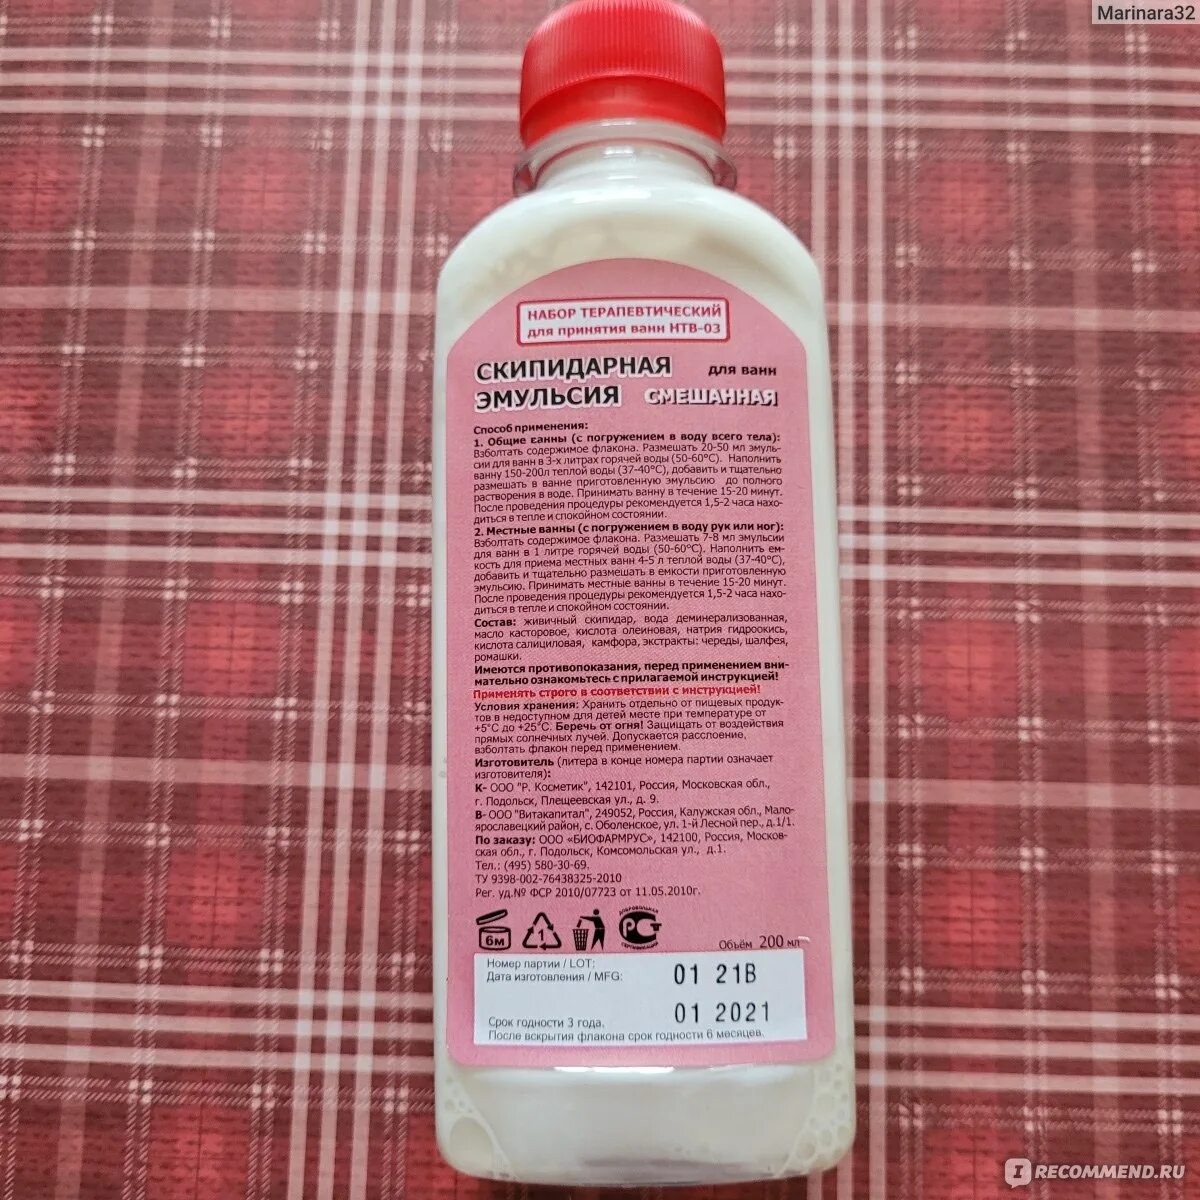 Marinara32
НАБОР ТЕРАПЕВТИЧЕСКИЙ
для принятия ванн НТВ-03
СКИПИДАРНАЯ для ванн
ЭМУЛЬСИЯ СМЕШАННАЯ
Способ применения:
1. Общие ванны (с погружением в воду всего тела):
Взболтать содержимое флакона. Размешать 20-50 мл эмуль-
сии для ванн в 3-х литрах горячей воды (50-60°С). Наполнить
ванну 150-200л теплой воды (37-40°С), добавить и тщательно
размешать в ванне приготовленную эмульсию до полного
растворения в воде. Принимать ванну в течение 15-20 минут.
После проведения процедуры рекомендуется 1,5-2 часа нахо-
диться в тепле и спокойном состоянии.
2. Местные ванны (с погружением в воду рук или ног):
Взболтать содержимое флакона. Размешать 7-8 мл эмульсии
для ванн в 1 литре горячей воды (50-60°С). Наполнить ем-
кость для приема местных ванн 4-5 л теплой воды (37-40°С),
добавить и тщательно размешать в емкости приготовленную
эмульсию. Принимать местные ванны в течение 15-20 минут.
После проведения процедуры рекомендуется 1,5-2 часа нахо-
диться в тепле и спокойном состоянии.
Состав: живичный скипидар, вода деминерализованная,
масло касторовое, кислота олеиновая, натрия гидроокись,
кислота салициловая, камфора, экстракты: череды, шалфея,
ромашки.
Имеются противопоказания, перед применением вни-
мательно ознакомьтесь с прилагаемой инструкцией!
Применять строго в соответствии с инструкцией!
Условия хранения: Хранить отдельно от пищевых продук-
тов в недоступном для детей месте при температуре от
+5°С до +25°С. Беречь от огня! Защищать от воздействия
прямых солнечных лучей. Допускается расслоение,
взболтать флакон перед применением.
Изготовитель (литера в конце номера партии означает
изготовителя):
К- ООО "Р. Косметик", 142101, Россия, Московская обл.,
г. Подольск, Плещеевская ул., д. 9.
В- ООО "Витакапитал", 249052, Россия, Калужская обл., Мало-
ярославецкий район, с. Оболенское, ул. 1-й Лесной пер., д.1/1.
По заказу: ООО «БИОФАРМРУС», 142100, Россия, Москов-
ская обл., г. Подольск, Комсомольская ул., д.1.
Тел.: (495) 580-30-69.
ТУ 9398-002-76438325-2010
Рег. уд.№ ФСР 2010/07723 от 11.05.2010г.
6м 1 ДОБРОВОЛЬНАЯ РСТ СЕРТИФИКАЦИЯ Объём 200 мл
Номер партии / LOT: 01 21В
Дата изготовления / MFG: 01 2021
Срок годности 3 года.
После вскрытия флакона срок годности 6 месяцев.
IRECOMMEND.RU